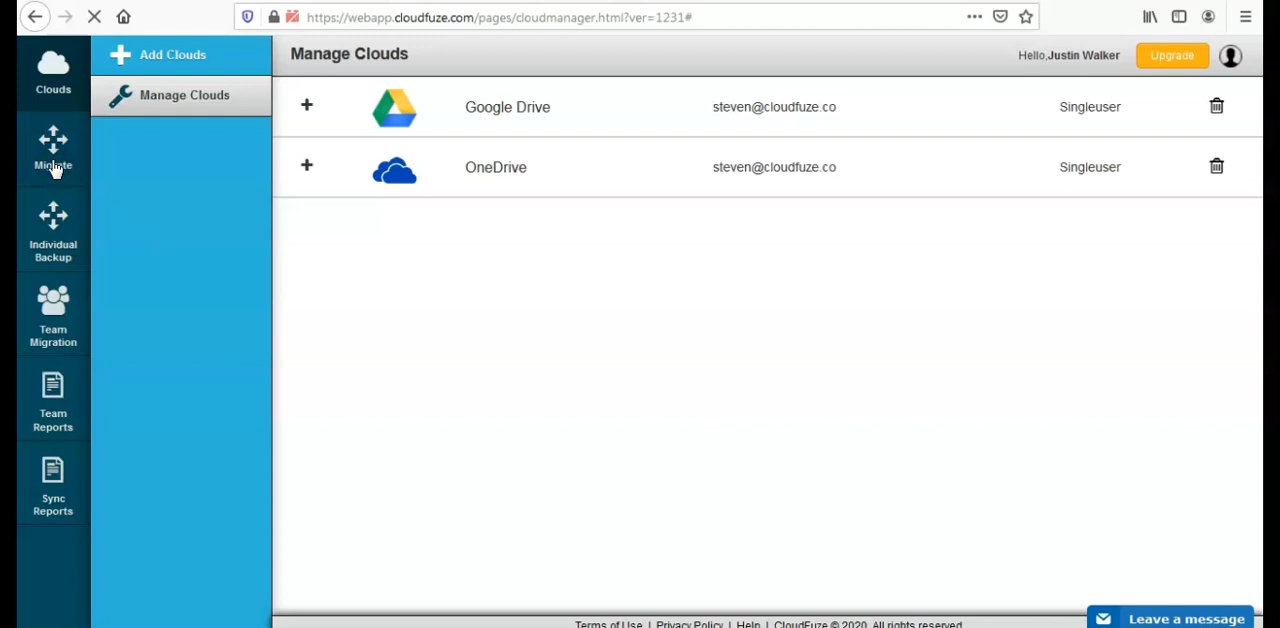 https://webapp.cloudfuze.com/pages/cloudmanager.html?ver=1231#
Clouds
Add Clouds
Manage Clouds
Hello,Justin Walker
Upgrade
Manage Clouds
Google Drive
steven@cloudfuze.co
Singleuser
OneDrive
steven@cloudfuze.co
Singleuser
Migrate
Individual
Backup
Team
Migration
Team
Reports
Sync
Reports
Terms of Use | Privacy Policy | Help | CloudFuze © 2020, All rights reserved.
Leave a message